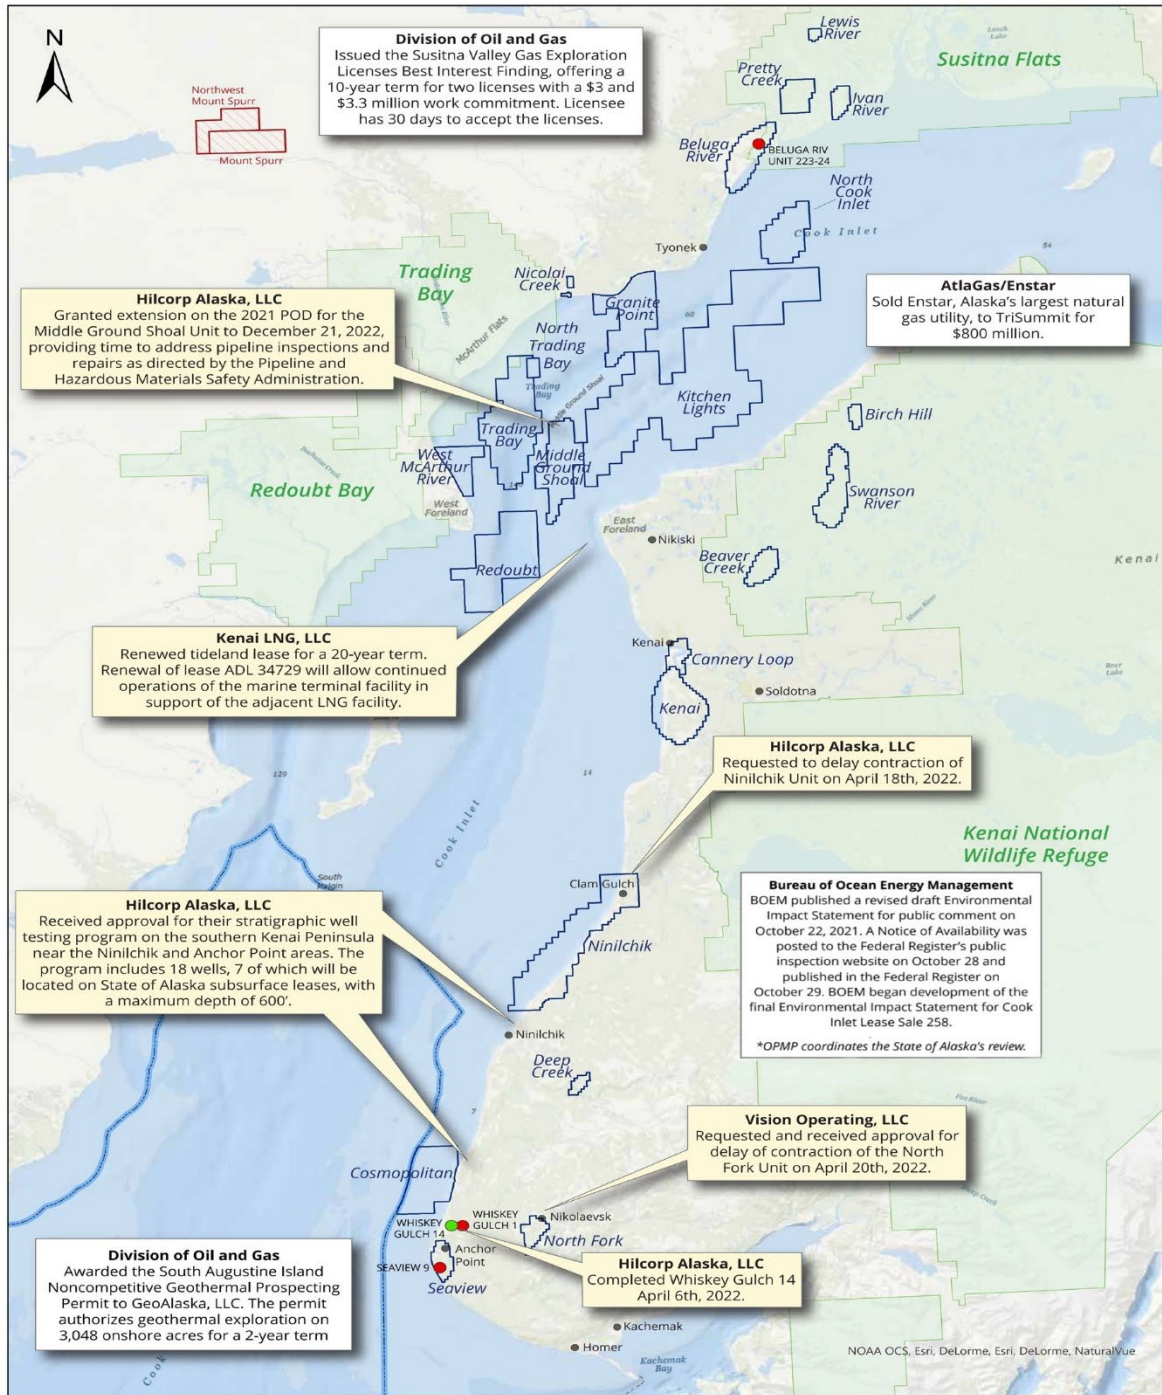 N
Division of Oil and Gas
Issued the Susitna Valley Gas Exploration
Licenses Best Interest Finding, offering a
10-year term for two licenses with a $3 and
$3.3 million work commitment. Licensee
has 30 days to accept the licenses.
Northwest
Mount Spurr
Mount Spurr
Lewis
River
Susitna Flats
Pretty
Creek
Ivan
River
Beluga
River
BELUGA RIV
UNIT 223-24
North
Cook
Inlet
Cook Inlet
54
Tyonek
Trading
Bay
Nicolai
Creek
Granite
Point
60
McArthur Flats
North
Trading
Bay
Trading
Bay
Middle Ground Shoal
Kitchen
Lights
AtlaGas/Enstar
Sold Enstar, Alaska's largest natural
gas utility, to TriSummit for
$800 million.
Hilcorp Alaska, LLC
Granted extension on the 2021 POD for the
Middle Ground Shoal Unit to December 21, 2022,
providing time to address pipeline inspections and
repairs as directed by the Pipeline and
Hazardous Materials Safety Administration.
Birch Hill
Trading
Bay
West
McArthur
River
Middle
Ground
Shoal
Redoubt Bay
West
Foreland
Swanson
River
East
Foreland
Nikiski
Beaver
Creek
Redoubt
Kenai
Kenai LNG, LLC
Renewed tideland lease for a 20-year term.
Renewal of lease ADL 34729 will allow continued
operations of the marine terminal facility in
support of the adjacent LNG facility.
Kenai
Cannery Loop
Soldotna
Kenai
129
14
Cook Inlet
Hilcorp Alaska, LLC
Requested to delay contraction of
Ninilchik Unit on April 18th, 2022.
Kenai National
Wildlife Refuge
Clam Gulch
Ninilchik
South
Hilcorp Alaska, LLC
Received approval for their stratigraphic well
testing program on the southern Kenai Peninsula
near the Ninilchik and Anchor Point areas. The
program includes 18 wells, 7 of which will be
located on State of Alaska subsurface leases, with
a maximum depth of 600'.
Bureau of Ocean Energy Management
BOEM published a revised draft Environmental
Impact Statement for public comment on
October 22, 2021. A Notice of Availability was
posted to the Federal Register's public
inspection website on October 28 and
published in the Federal Register on
October 29. BOEM began development of the
final Environmental Impact Statement for Cook
Inlet Lease Sale 258.
*OPMP coordinates the State of Alaska's review.
Ninilchik
Deep
Creek
7
Fox River
Vision Operating, LLC
Requested and received approval for
delay of contraction of the North
Fork Unit on April 20th, 2022.
Cosmopolitan
WHISKEY
GULCH 14
WHISKEY
GULCH 1
Nikolaevsk
North Fork
Anchor
Point
SEAVIEW 9
Seaview
Hilcorp Alaska, LLC
Completed Whiskey Gulch 14
April 6th, 2022.
Division of Oil and Gas
Awarded the South Augustine Island
Noncompetitive Geothermal Prospecting
Permit to GeoAlaska, LLC. The permit
authorizes geothermal exploration on
3,048 onshore acres for a 2-year term
Kachemak
Homer
Kachemak
Bay
Cook
NOAA OCS, Esri, DeLorme, Esri, DeLorme, NaturalVue